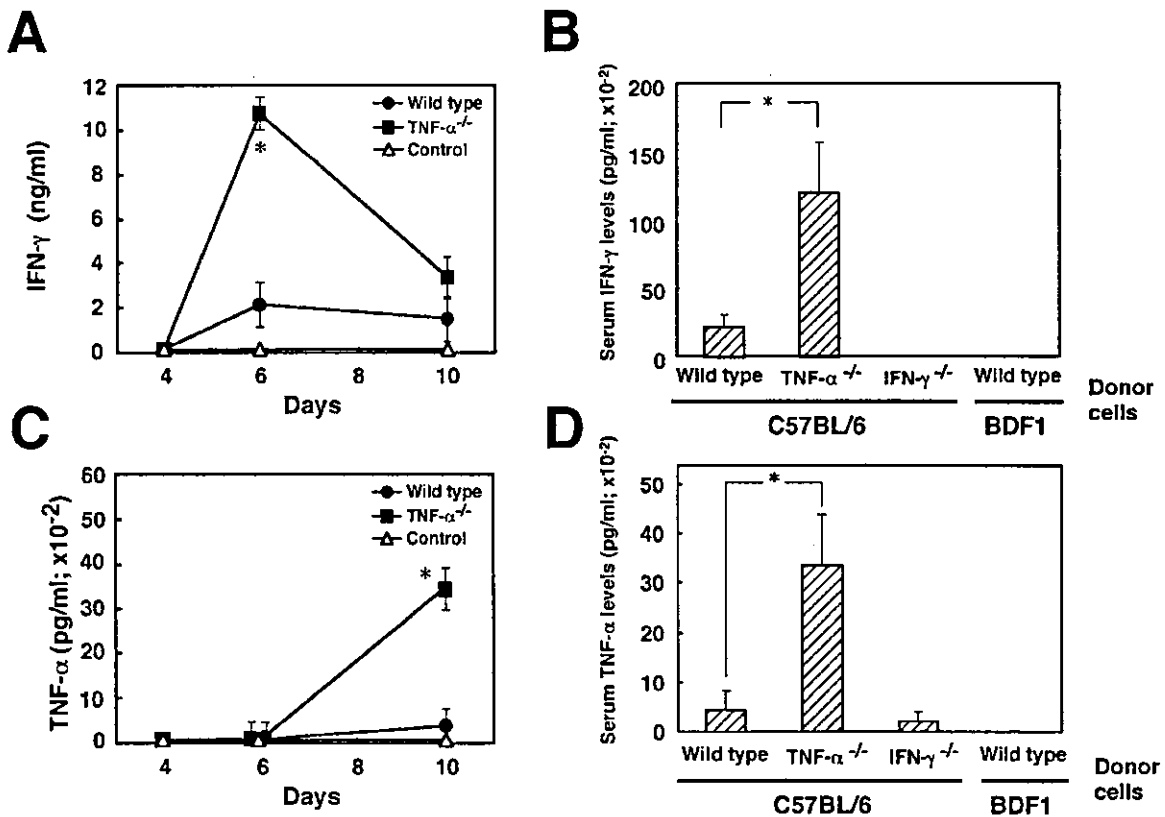 A
IFN-γ (ng/ml)
12
10
8
6
4
2
0
Wild type
TNF-α-/-
Control
*
4 6 8 10
Days
B
Serum IFN-γ levels (pg/ml; x10-2)
200
150
100
50
0
*
Wild type TNF-α -/- IFN-γ -/- Wild type
C57BL/6 BDF1
Donor
cells
C
TNF-α (pg/ml; x10-2)
60
50
40
30
20
10
0
Wild type
TNF-α-/-
Control
*
4 6 8 10
Days
D
Serum TNF-α levels (pg/ml; x10-2)
50
40
30
20
10
0
*
Wild type TNF-α -/- IFN-γ -/- Wild type
C57BL/6 BDF1
Donor
cells